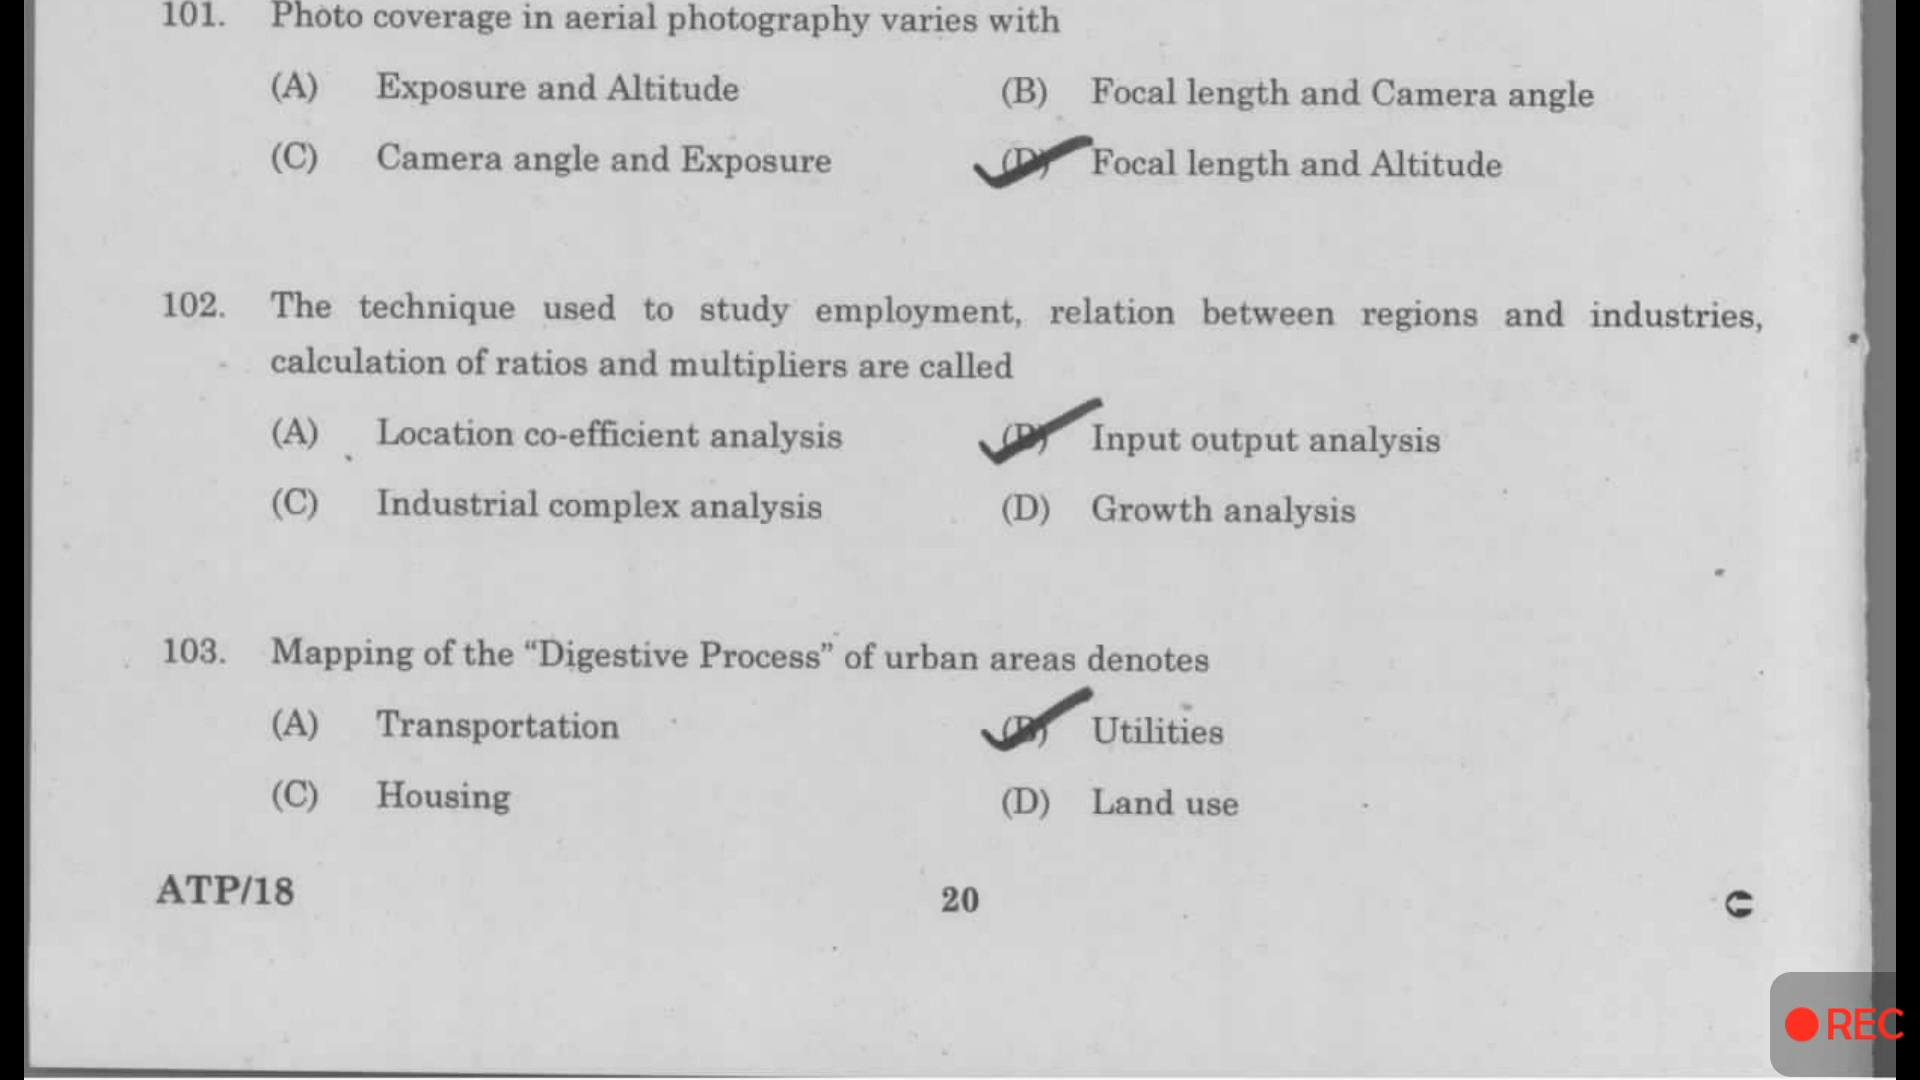 101. Photo coverage in aerial photography varies with
(A) Exposure and Altitude (B) Focal length and Camera angle
(C) Camera angle and Exposure (D) Focal length and Altitude
102. The technique used to study employment, relation between regions and industries,
calculation of ratios and multipliers are called
(A) Location co-efficient analysis (B) Input output analysis
(C) Industrial complex analysis (D) Growth analysis
103. Mapping of the “Digestive Process” of urban areas denotes
(A) Transportation (B) Utilities
(C) Housing (D) Land use
ATP/18 20
REC